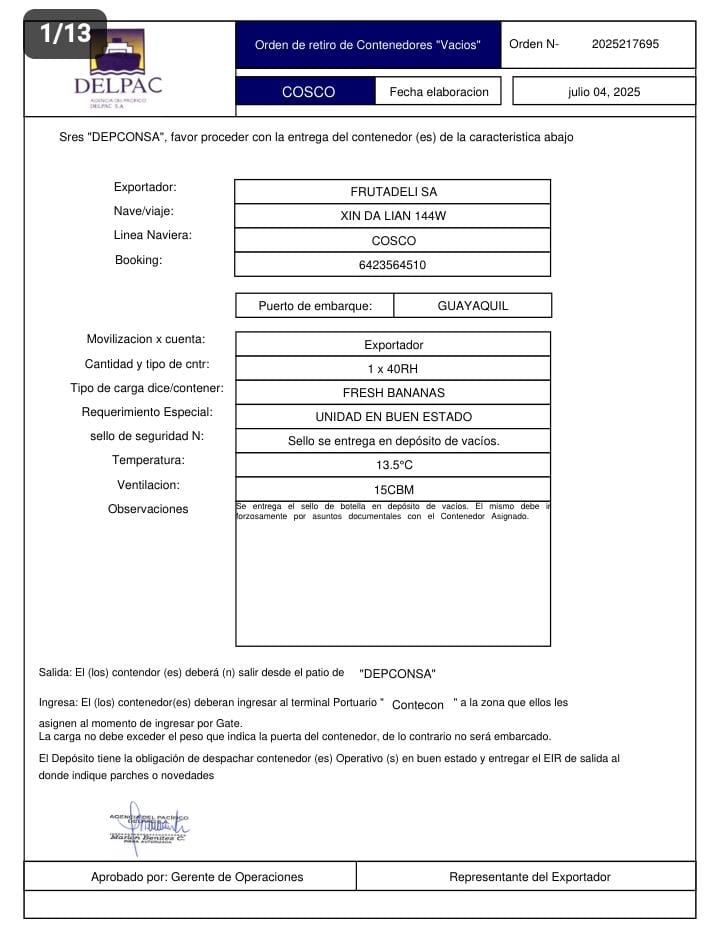 1/13
DELPAC
AGENCIA DEL PACIFICO
DELPAC S.A.
Orden de retiro de Contenedores "Vacios"
Orden N- 2025217695
COSCO Fecha elaboracion julio 04, 2025
Sres "DEPCONSA", favor proceder con la entrega del contenedor (es) de la caracteristica abajo
Exportador: FRUTADELI SA
Nave/viaje: XIN DA LIAN 144W
Linea Naviera: COSCO
Booking: 6423564510
Puerto de embarque: GUAYAQUIL
Movilizacion x cuenta: Exportador
Cantidad y tipo de cntr: 1 x 40RH
Tipo de carga dice/contener: FRESH BANANAS
Requerimiento Especial: UNIDAD EN BUEN ESTADO
sello de seguridad N: Sello se entrega en depósito de vacíos.
Temperatura: 13.5°C
Ventilacion: 15CBM
Observaciones Se entrega el sello de botella en depósito de vacíos. El mismo debe ir
forzosamente por asuntos documentales con el Contenedor Asignado.
Salida: El (los) contendor (es) deberá (n) salir desde el patio de "DEPCONSA"
Ingresa: El (los) contenedor(es) deberan ingresar al terminal Portuario " Contecon " a la zona que ellos les
asignen al momento de ingresar por Gate.
La carga no debe exceder el peso que indica la puerta del contenedor, de lo contrario no será embarcado.
El Depósito tiene la obligación de despachar contenedor (es) Operativo (s) en buen estado y entregar el EIR de salida al
donde indique parches o novedades
AGENCIA DEL PACÍFICO
DELPAC S.A.
Marlon Benites C.
FIRMA AUTORIZADA
Aprobado por: Gerente de Operaciones Representante del Exportador